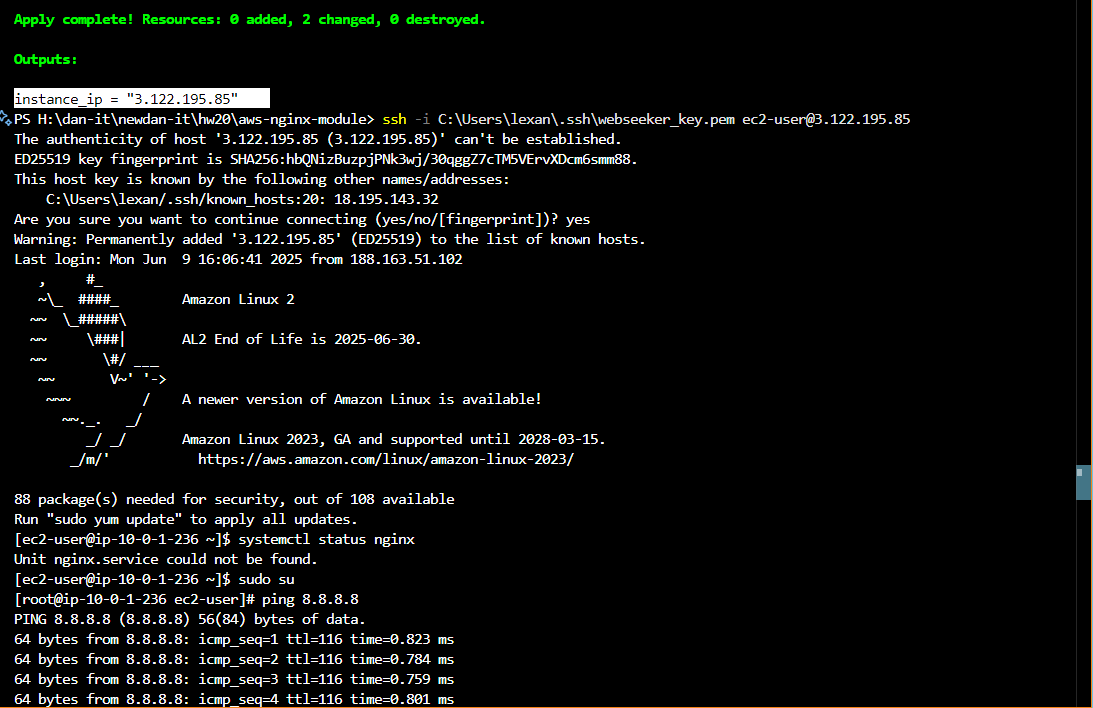 Apply complete! Resources: 0 added, 2 changed, 0 destroyed.
Outputs:
instance_ip = "3.122.195.85"
PS H:\dan-it\newdan-it\hw20\aws-nginx-module> ssh -i C:\Users\lexan\.ssh\webseeker_key.pem ec2-user@3.122.195.85
The authenticity of host '3.122.195.85 (3.122.195.85)' can't be established.
ED25519 key fingerprint is SHA256:hbQNizBuzpjPNk3wj/30qggZ7cTM5VErvXDcm6smm88.
This host key is known by the following other names/addresses:
    C:\Users\lexan/.ssh/known_hosts:20: 18.195.143.32
Are you sure you want to continue connecting (yes/no/[fingerprint])? yes
Warning: Permanently added '3.122.195.85' (ED25519) to the list of known hosts.
Last login: Mon Jun  9 16:06:41 2025 from 188.163.51.102
   ,     #_
   ~\_  ####_        Amazon Linux 2
  ~~  \_#####\
  ~~     \###|       AL2 End of Life is 2025-06-30.
  ~~       \#/ ___
   ~~       V~' '->
    ~~~         /    A newer version of Amazon Linux is available!
      ~~._.   _/
         _/ _/       Amazon Linux 2023, GA and supported until 2028-03-15.
       _/m/'           https://aws.amazon.com/linux/amazon-linux-2023/
88 package(s) needed for security, out of 108 available
Run "sudo yum update" to apply all updates.
[ec2-user@ip-10-0-1-236 ~]$ systemctl status nginx
Unit nginx.service could not be found.
[ec2-user@ip-10-0-1-236 ~]$ sudo su
[root@ip-10-0-1-236 ec2-user]# ping 8.8.8.8
PING 8.8.8.8 (8.8.8.8) 56(84) bytes of data.
64 bytes from 8.8.8.8: icmp_seq=1 ttl=116 time=0.823 ms
64 bytes from 8.8.8.8: icmp_seq=2 ttl=116 time=0.784 ms
64 bytes from 8.8.8.8: icmp_seq=3 ttl=116 time=0.759 ms
64 bytes from 8.8.8.8: icmp_seq=4 ttl=116 time=0.801 ms